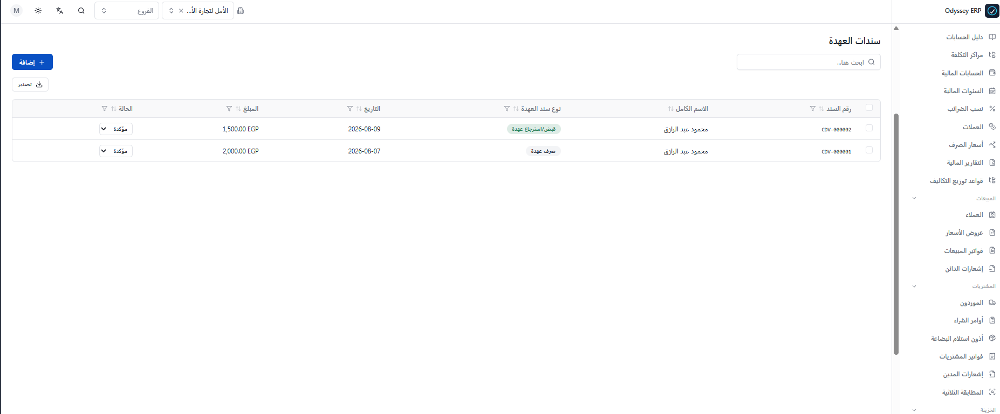 Odyssey ERP
الأمل لتجارة الأ...
الفروع
M
دليل الحسابات
مراكز التكلفة
الحسابات المالية
السنوات المالية
نسب الضرائب
العملات
أسعار الصرف
التقارير المالية
قواعد توزيع التكاليف
المبيعات
العملاء
عروض الأسعار
فواتير المبيعات
إشعارات الدائن
المشتريات
الموردون
أوامر الشراء
أذون استلام البضاعة
فواتير المشتريات
إشعارات المدين
المطابقة الثلاثية
الخزينة
سندات العهدة
ابحث هنا...
إضافة
تصدير
رقم السند الاسم الكامل نوع سند العهدة التاريخ المبلغ الحالة
CDV-000002 محمود عبد الرازق قبض/استرجاع عهدة 2026-08-09 1,500.00 EGP مؤكدة
CDV-000001 محمود عبد الرازق صرف عهدة 2026-08-07 2,000.00 EGP مؤكدة